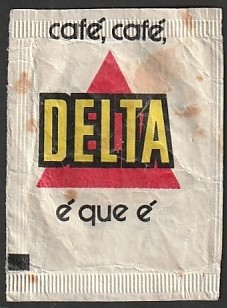 café, café,
DELTA
é que é